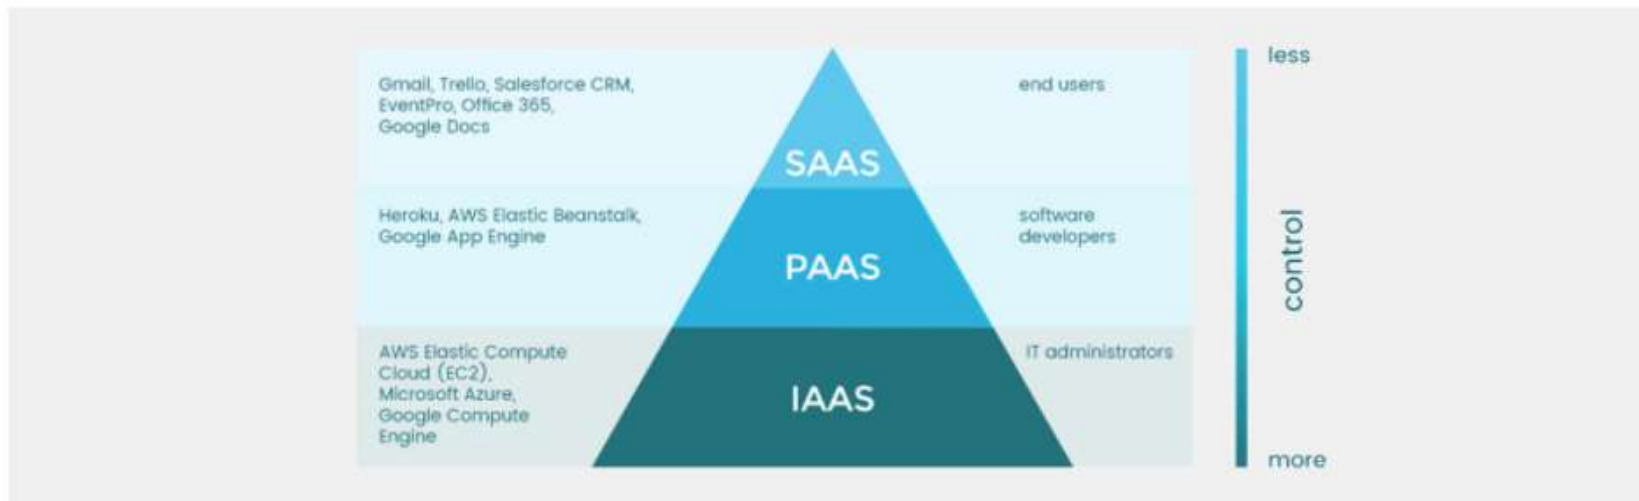 Gmail, Trello, Salesforce CRM,
EventPro, Office 365,
Google Docs
SAAS
end users
Heroku, AWS Elastic Beanstalk,
Google App Engine
PAAS
software
developers
AWS Elastic Compute
Cloud (EC2),
Microsoft Azure,
Google Compute
Engine
IAAS
IT administrators
less
control
more